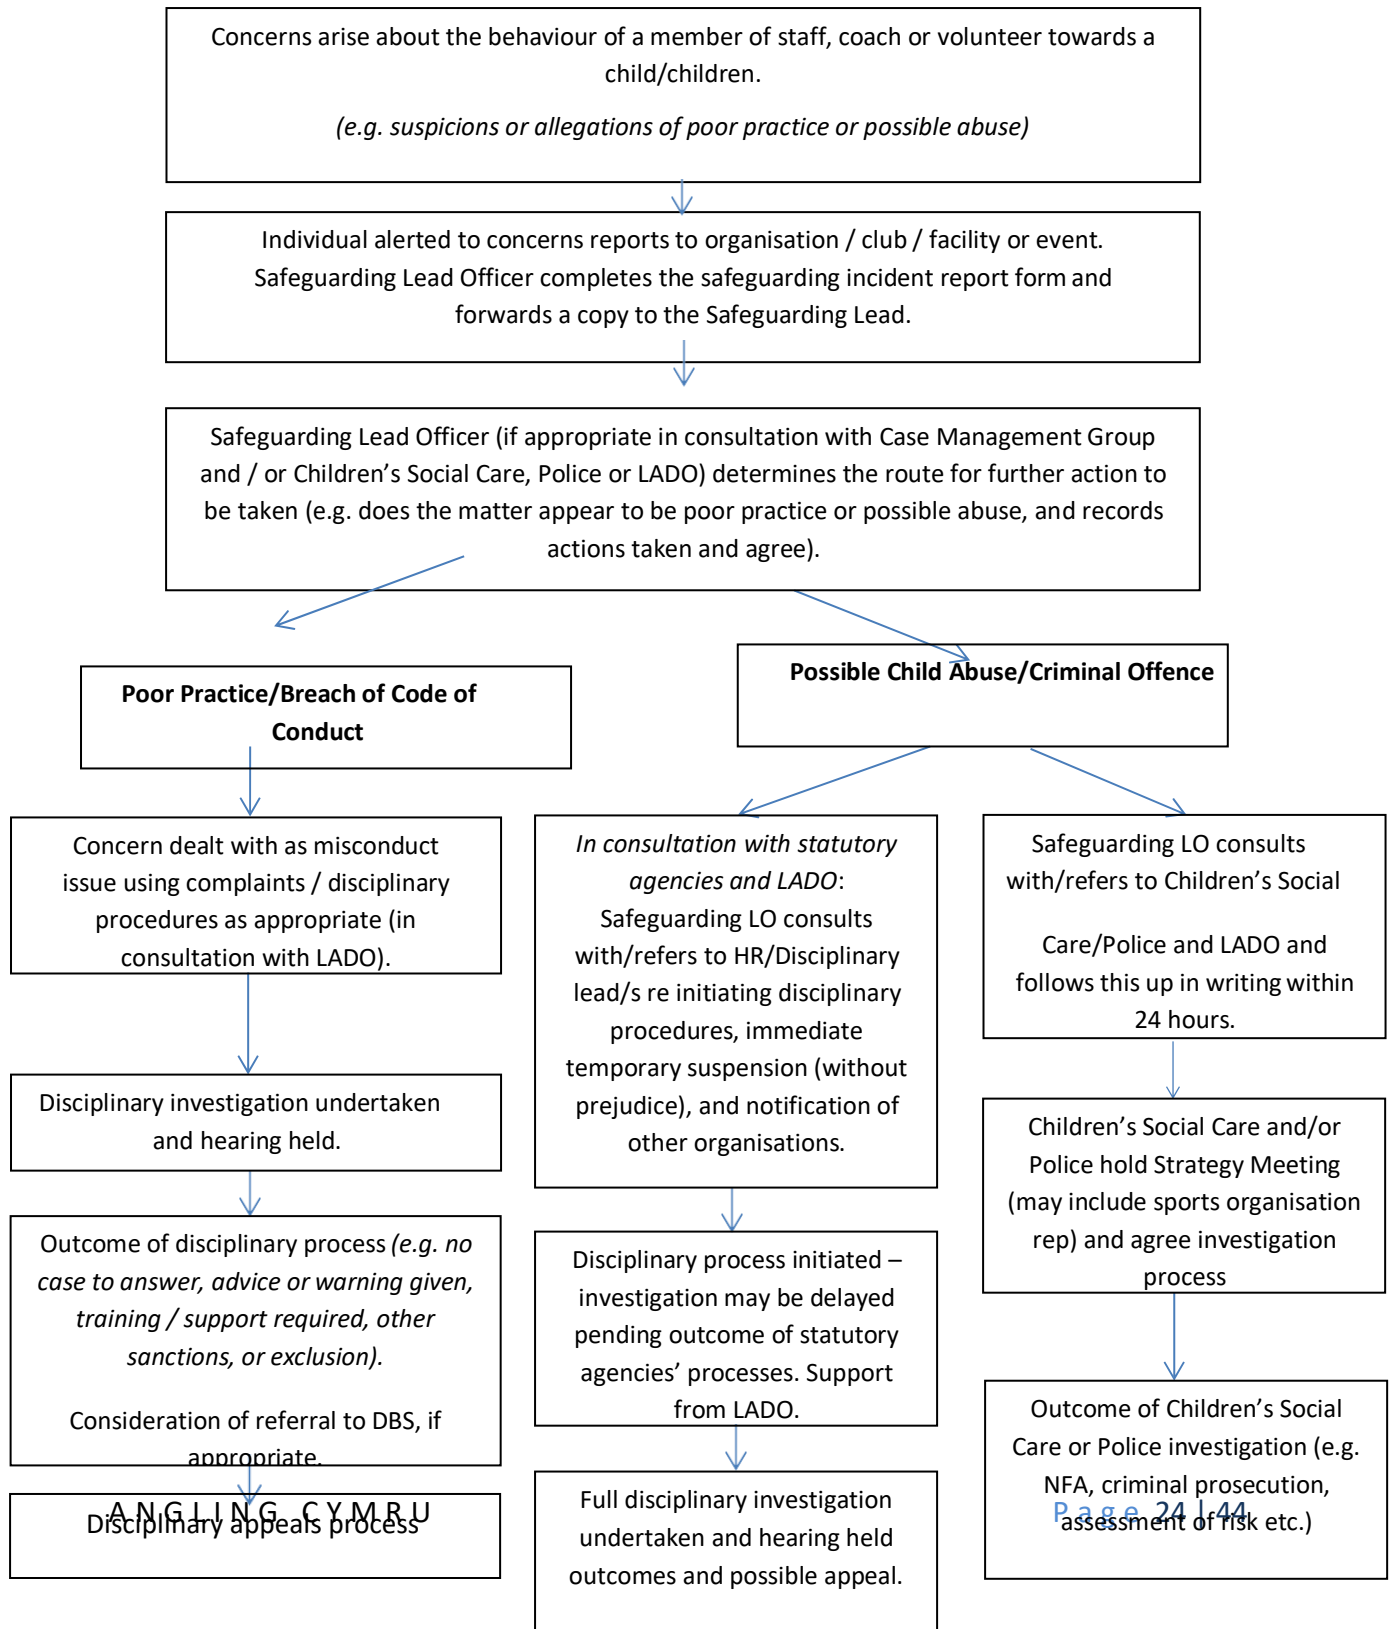 Concerns arise about the behaviour of a member of staff, coach or volunteer towards a
child/children.
(e.g. suspicions or allegations of poor practice or possible abuse)
Individual alerted to concerns reports to organisation / club / facility or event.
Safeguarding Lead Officer completes the safeguarding incident report form and
forwards a copy to the Safeguarding Lead.
Safeguarding Lead Officer (if appropriate in consultation with Case Management Group
and / or Children’s Social Care, Police or LADO) determines the route for further action to
be taken (e.g. does the matter appear to be poor practice or possible abuse, and records
actions taken and agree).
Poor Practice/Breach of Code of
Conduct
Possible Child Abuse/Criminal Offence
Concern dealt with as misconduct
issue using complaints / disciplinary
procedures as appropriate (in
consultation with LADO).
Disciplinary investigation undertaken
and hearing held.
Outcome of disciplinary process (e.g. no
case to answer, advice or warning given,
training / support required, other
sanctions, or exclusion).
Consideration of referral to DBS, if
appropriate.
Disciplinary appeals process
In consultation with statutory
agencies and LADO:
Safeguarding LO consults
with/refers to HR/Disciplinary
lead/s re initiating disciplinary
procedures, immediate
temporary suspension (without
prejudice), and notification of
other organisations.
Disciplinary process initiated –
investigation may be delayed
pending outcome of statutory
agencies’ processes. Support
from LADO.
Full disciplinary investigation
undertaken and hearing held
outcomes and possible appeal.
Safeguarding LO consults
with/refers to Children’s Social
Care/Police and LADO and
follows this up in writing within
24 hours.
Children’s Social Care and/or
Police hold Strategy Meeting
(may include sports organisation
rep) and agree investigation
process
Outcome of Children’s Social
Care or Police investigation (e.g.
NFA, criminal prosecution,
assessment of risk etc.)
ANGLING CYMRU
Page 24 | 44